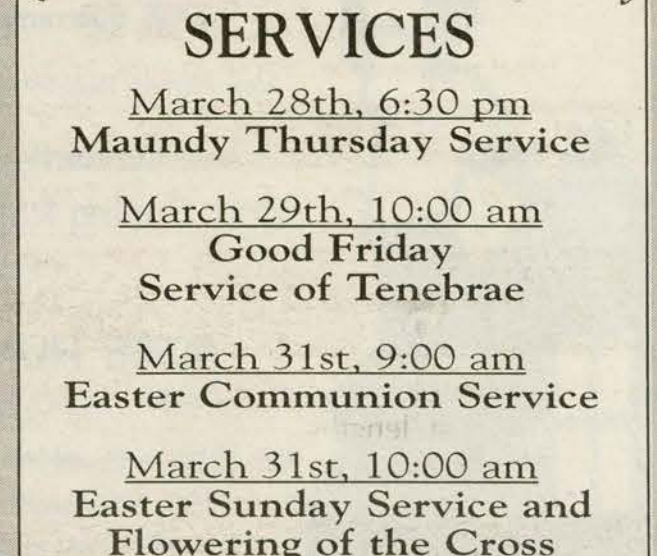 SERVICES
March 28th, 6:30 pm
Maundy Thursday Service
March 29th, 10:00 am
Good Friday
Service of Tenebrae
March 31st, 9:00 am
Easter Communion Service
March 31st, 10:00 am
Easter Sunday Service and
Flowering of the Cross